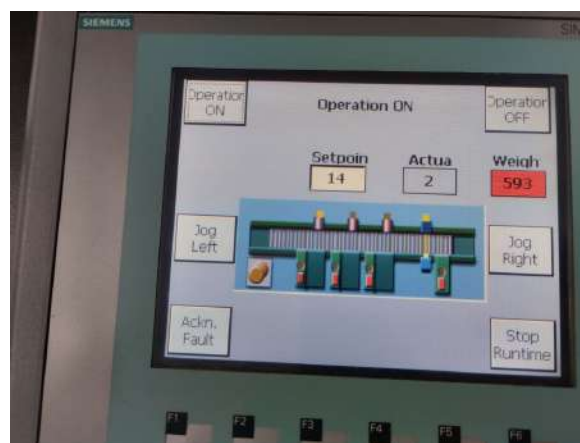 SIEMENS
SIM
Operation
ON
Operation ON
Operation
OFF
Setpoin
Actua
Weigh
14
2
593
Jog
Left
Jog
Right
Ackn.
Fault
Stop
Runtime
F1
F2
F3
F4
F5
F6